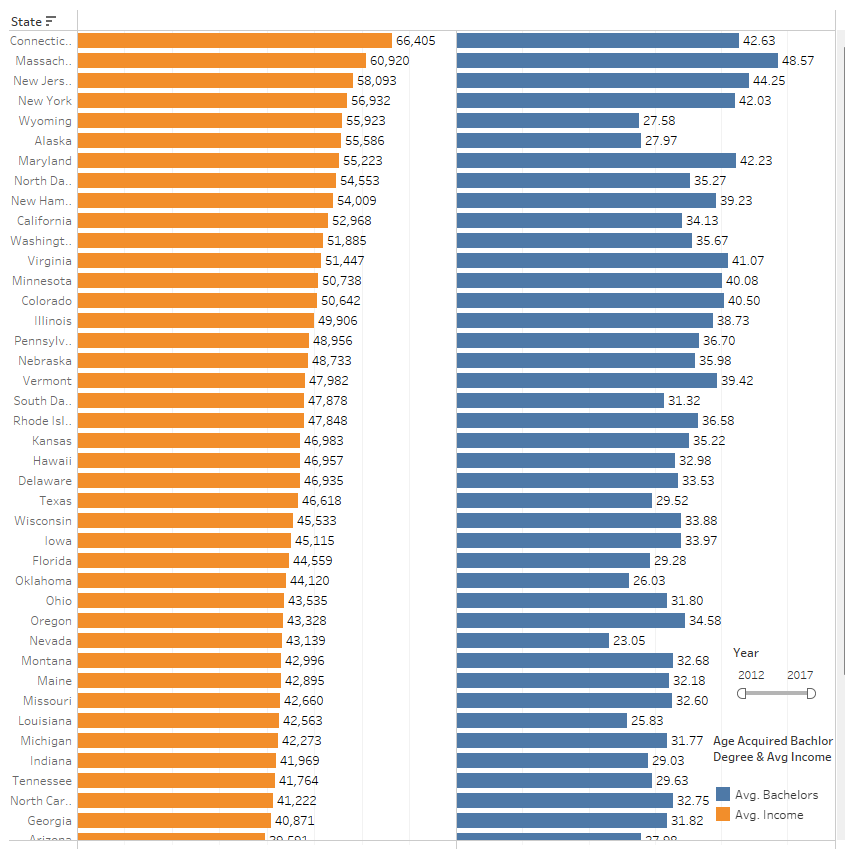 State
Connectic.. 66,405 42.63
Massach.. 60,920 48.57
New Jers.. 58,093 44.25
New York 56,932 42.03
Wyoming 55,923 27.58
Alaska 55,586 27.97
Maryland 55,223 42.23
North Da.. 54,553 35.27
New Ham.. 54,009 39.23
California 52,968 34.13
Washingt.. 51,885 35.67
Virginia 51,447 41.07
Minnesota 50,738 40.08
Colorado 50,642 40.50
Illinois 49,906 38.73
Pennsylv.. 48,956 36.70
Nebraska 48,733 35.98
Vermont 47,982 39.42
South Da.. 47,878 31.32
Rhode Isl.. 47,848 36.58
Kansas 46,983 35.22
Hawaii 46,957 32.98
Delaware 46,935 33.53
Texas 46,618 29.52
Wisconsin 45,533 33.88
Iowa 45,115 33.97
Florida 44,559 29.28
Oklahoma 44,120 26.03
Ohio 43,535 31.80
Oregon 43,328 34.58
Nevada 43,139 23.05
Montana 42,996 32.68
Maine 42,895 32.18
Missouri 42,660 32.60
Louisiana 42,563 25.83
Michigan 42,273 31.77
Indiana 41,969 29.03
Tennessee 41,764 29.63
North Car.. 41,222 32.75
Georgia 40,871 31.82
Arizona 39,591 27.98
Year
2012 2017
Age Acquired Bachlor
Degree & Avg Income
Avg. Bachelors
Avg. Income